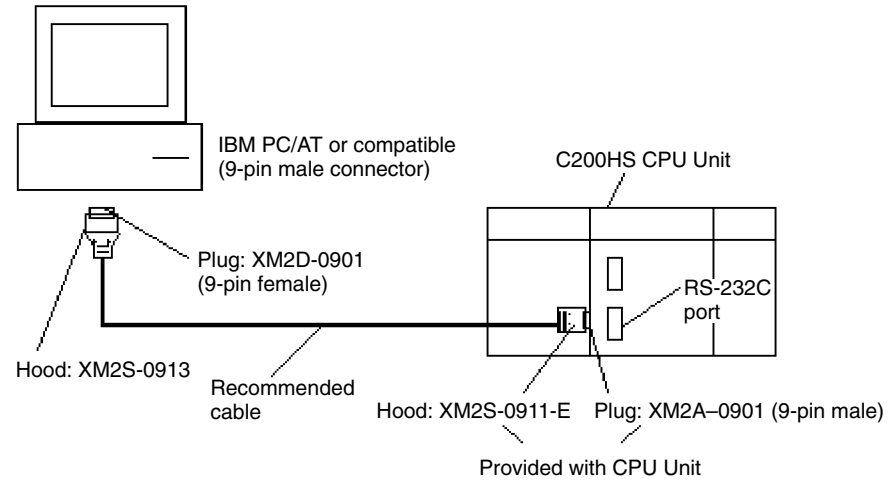 IBM PC/AT or compatible
(9-pin male connector)
C200HS CPU Unit
Plug: XM2D-0901
(9-pin female)
RS-232C
port
Hood: XM2S-0913
Recommended
cable
Hood: XM2S-0911-E
Plug: XM2A–0901 (9-pin male)
Provided with CPU Unit